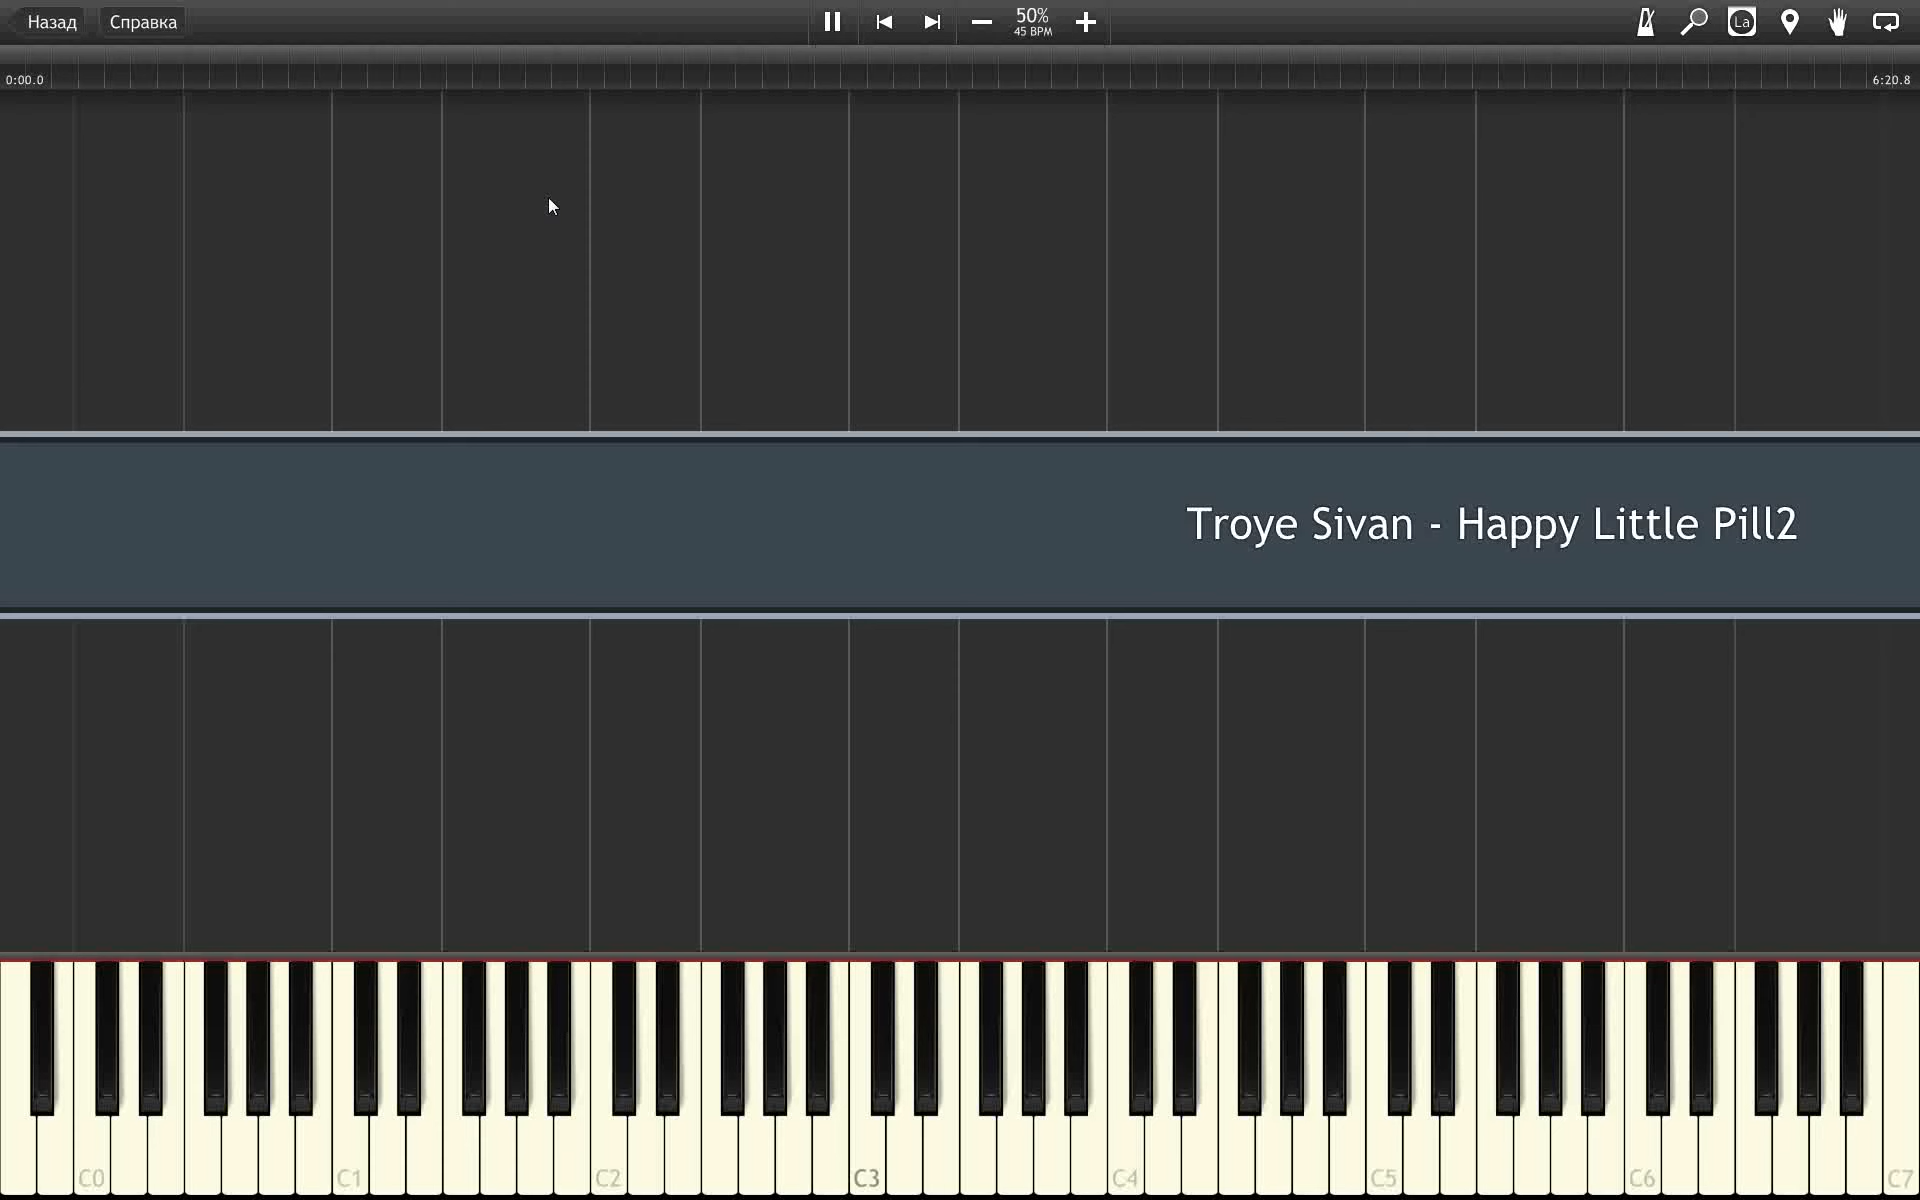 Назад Справка 50% La
45 BPM
0:00.0 6:20.8
Troye Sivan - Happy Little Pill2
C0 C1 C2 C3 C4 C5 C6 C7